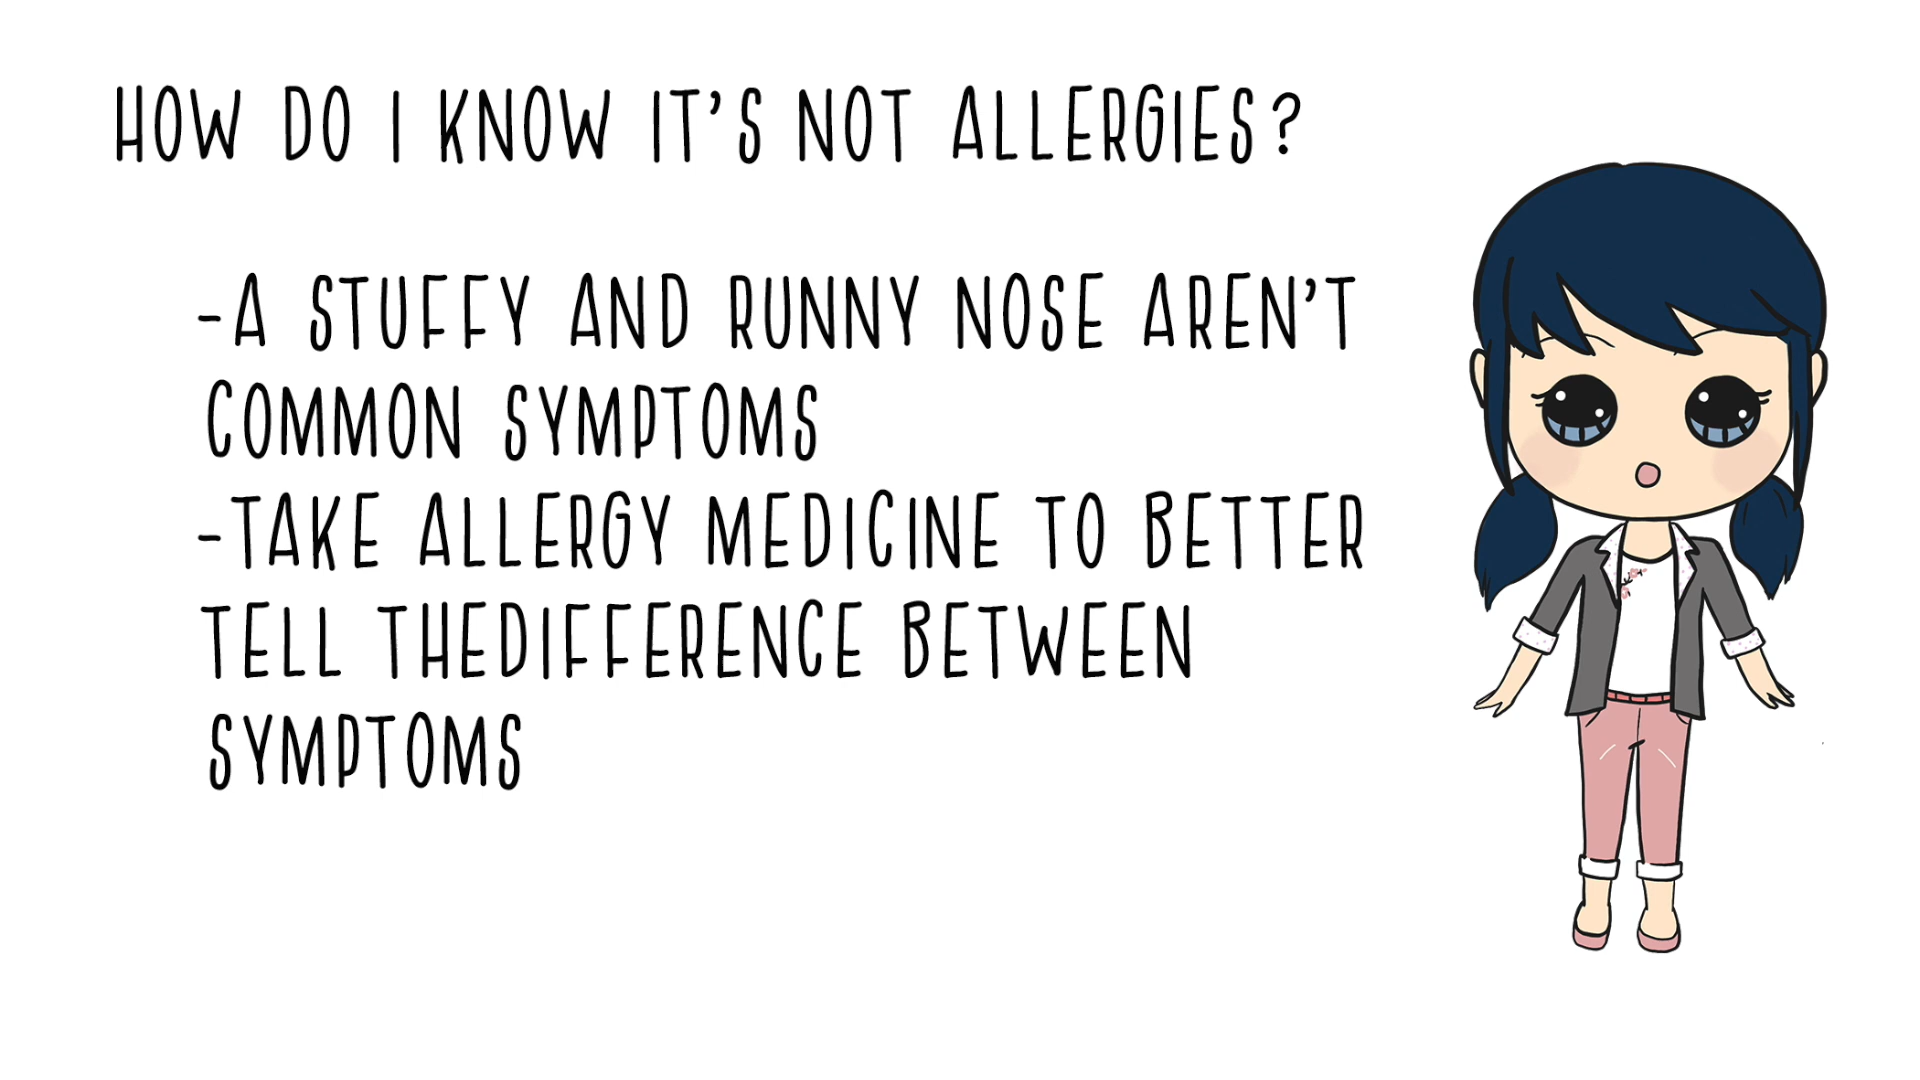 HOW DO I KNOW IT'S NOT ALLERGIES?
-A STUFFY AND RUNNY NOSE AREN'T
COMMON SYMPTOMS
-TAKE ALLERGY MEDICINE TO BETTER
TELL THEDIFFERENCE BETWEEN
SYMPTOMS